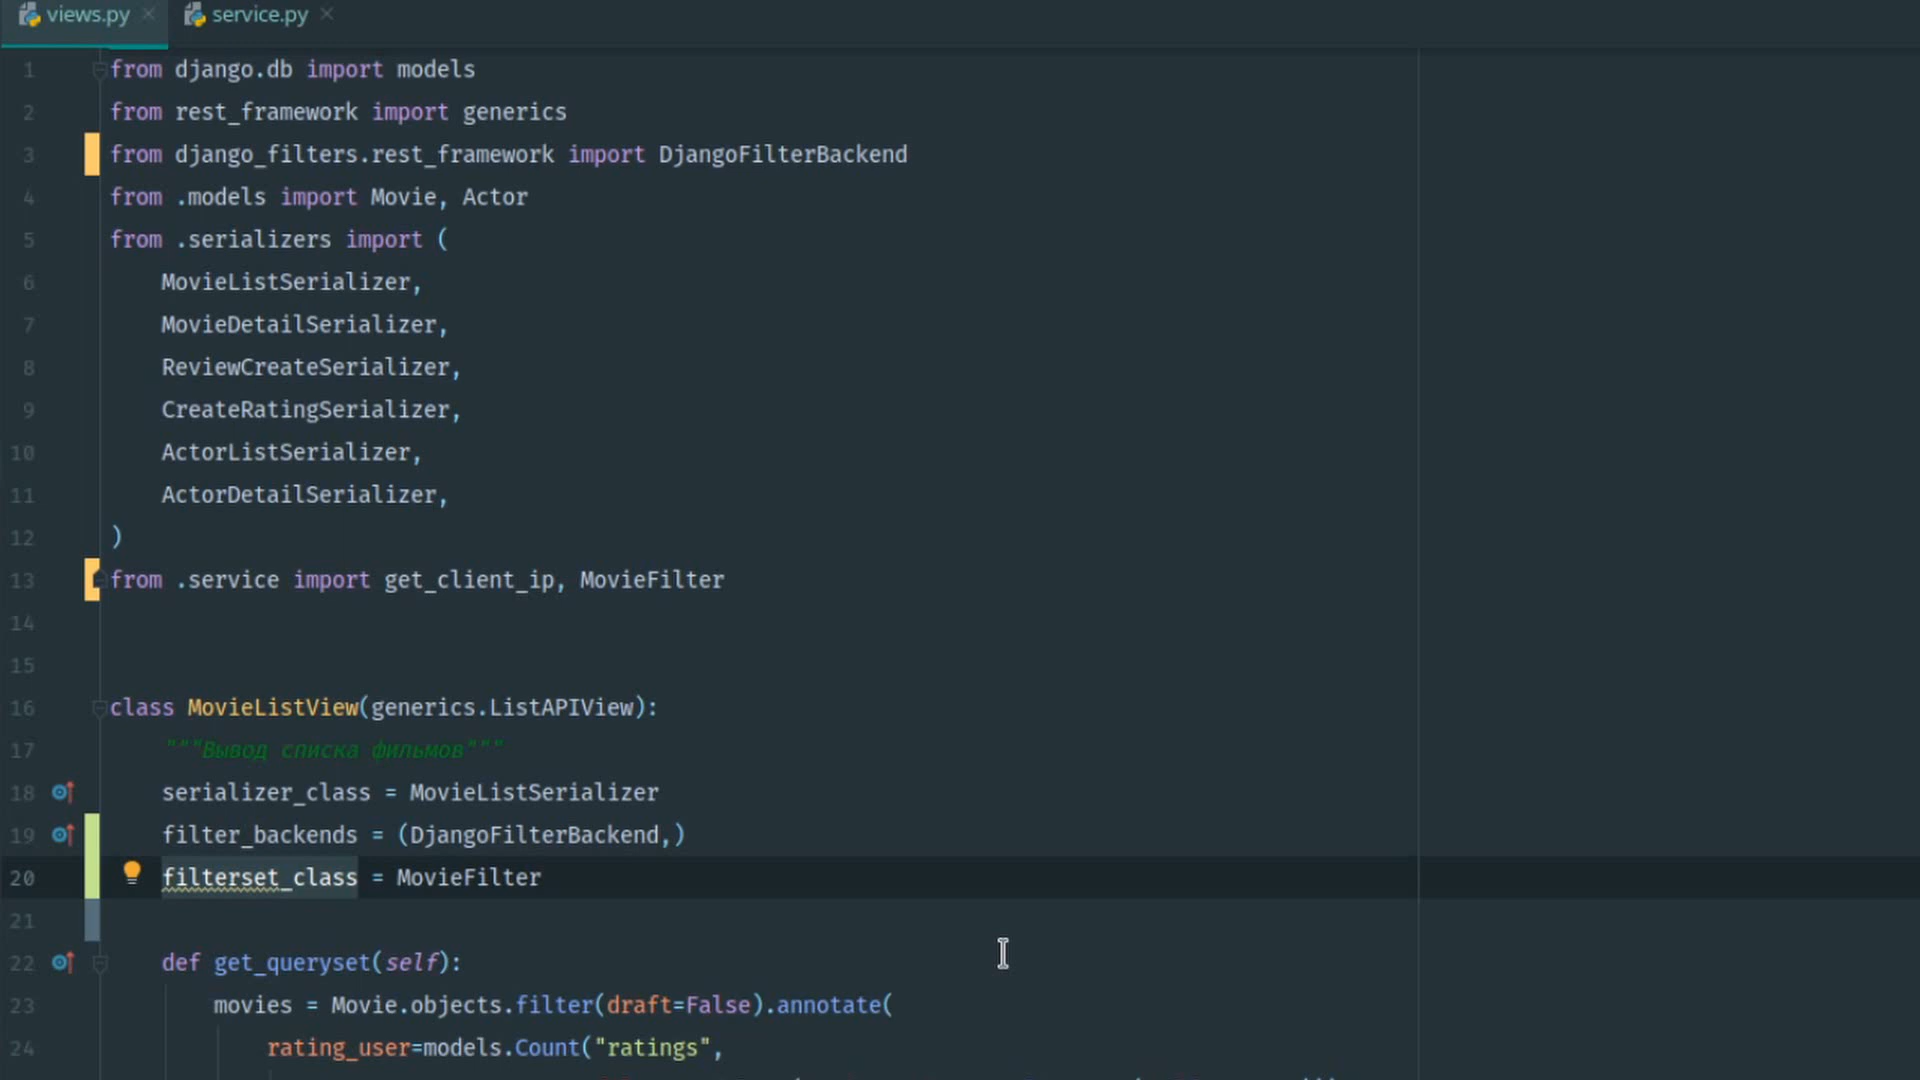 views.py service.py
1 from django.db import models
2 from rest_framework import generics
3 from django_filters.rest_framework import DjangoFilterBackend
4 from .models import Movie, Actor
5 from .serializers import (
6     MovieListSerializer,
7     MovieDetailSerializer,
8     ReviewCreateSerializer,
9     CreateRatingSerializer,
10     ActorListSerializer,
11     ActorDetailSerializer,
12 )
13 from .service import get_client_ip, MovieFilter
14
15
16 class MovieListView(generics.ListAPIView):
17     """Вывод списка фильмов"""
18     serializer_class = MovieListSerializer
19     filter_backends = (DjangoFilterBackend,)
20     filterset_class = MovieFilter
21
22     def get_queryset(self):
23         movies = Movie.objects.filter(draft=False).annotate(
24             rating_user=models.Count("ratings",